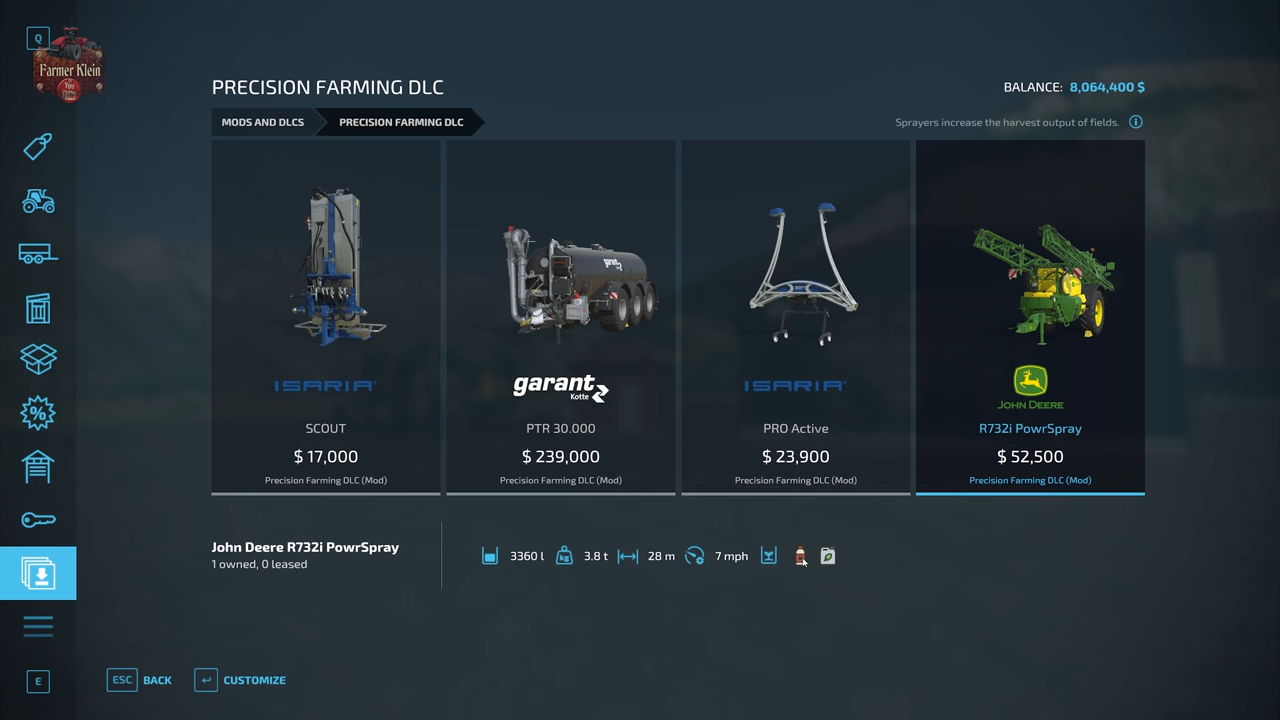 Q
Farmer Klein
You
Tube
PRECISION FARMING DLC
BALANCE: 8,064,400 $
MODS AND DLCS
PRECISION FARMING DLC
Sprayers increase the harvest output of fields.
ISARIA
SCOUT
$ 17,000
Precision Farming DLC (Mod)
garant
garant
Kotte
PTR 30.000
$ 239,000
Precision Farming DLC (Mod)
ISARIA
PRO Active
$ 23,900
Precision Farming DLC (Mod)
JOHN DEERE
R732i PowrSpray
$ 52,500
Precision Farming DLC (Mod)
John Deere R732i PowrSpray
1 owned, 0 leased
3360 l
kg
3.8 t
28 m
7 mph
E
ESC BACK
CUSTOMIZE